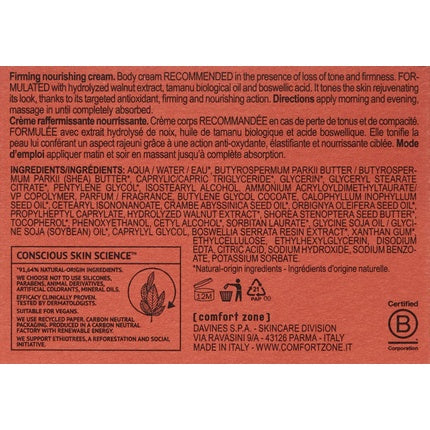 Firming nourishing cream. Body cream RECOMMENDED in the presence of loss of tone and firmness. FOR-
MULATED with hydrolyzed walnut extract, tamanu biological oil and boswellic acid. It tones the skin rejuvenating
its look, thanks to its targeted antioxidant, firming and nourishing action. Directions apply morning and evening,
massage in until completely absorbed.
Crème raffermissante nourrissante. Crème corps RECOMMANDÉE en cas de perte de tonus et de compacité.
FORMULÉE avec extrait hydrolysé de noix, huile de tamanu biologique et acide boswellique. Elle tonifie la
peau lui conférant un aspect rajeuni grâce à une action anti-oxydante, élastifiante et nourrissante ciblée. Mode
d'emploi appliquer matin et soir en massant jusqu'à complète absorption.
INGREDIENTS/INGRÉDIENTS: AQUA / WATER / EAU*, BUTYROSPERMUM PARKII BUTTER / BUTYROSPER-
MUM PARKII (SHEA) BUTTER*, CAPRYLIC/CAPRIC TRIGLYCERIDE*, GLYCERIN*, GLYCERYL STEARATE
CITRATE*, PENTYLENE GLYCOL*, ISOSTEARYL ALCOHOL, AMMONIUM ACRYLOYLDIMETHYLTAURATE/
VP COPOLYMER, PARFUM / FRAGRANCE, BUTYLENE GLYCOL COCOATE, CALOPHYLLUM INOPHYLLUM
SEED OIL*, CETEARYL ISONONANOATE, CRAMBE ABYSSINICA SEED OIL*, ORBIGNYA OLEIFERA SEED OIL*,
PROPYLHEPTYL CAPRYLATE, HYDROLYZED WALNUT EXTRACT*, SHOREA STENOPTERA SEED BUTTER*,
TOCOPHEROL*, PHENOXYETHANOL, CETYL ALCOHOL*, SORBITAN LAURATE*, GLYCINE SOJA OIL / GLYCI-
NE SOJA (SOYBEAN) OIL*, CAPRYLYL GLYCOL, BOSWELLIA SERRATA RESIN EXTRACT*, XANTHAN GUM*,
ETHYLCELLULOSE, ETHYLHEXYLGLYCERIN, DISODIUM
EDTA, CITRIC ACID, SODIUM HYDROXIDE, SODIUM BENZO-
ATE, POTASSIUM SORBATE.
*Natural-origin ingredients - Ingrédients d'origine naturelle.
CONSCIOUS SKIN SCIENCE™
*91,64% NATURAL-ORIGIN INGREDIENTS.
WE CHOOSE NOT TO USE SILICONES,
PARABENS, ANIMAL DERIVATIVES,
ARTIFICIAL COLORANTS, MINERAL OILS.
EFFICACY CLINICALLY PROVEN.
TESTED BY DERMATOLOGISTS.
SUITABLE FOR VEGANS.
WE USE RECYCLED PAPER. CARBON NEUTRAL
PACKAGING. PRODUCED IN A CARBON NEUTRAL
FACTORY WITH RENEWABLE ENERGY.
WE SUPPORT ETHIOTREES, A REFORESTATION SOCIAL
INITIATIVE.
12M
21
PAP
[ comfort zone ]
DAVINES S.P.A. - SKINCARE DIVISION
VIA RAVASINI 9/A - 43126 PARMA - ITALY
MADE IN ITALY - WWW.COMFORTZONE.IT
Certified
B
Corporation